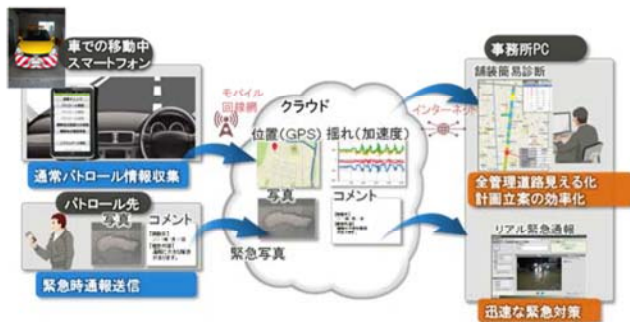 車での移動中
スマートフォン
通常パトロール情報収集
パトロール先
写真
コメント
緊急時通報送信
モバイル
回線網
クラウド
位置(GPS)
揺れ(加速度)
写真
コメント
緊急写真
インターネット
事務所PC
舗装簡易診断
全管理道路見える化
計画立案の効率化
リアル緊急通報
迅速な緊急対策